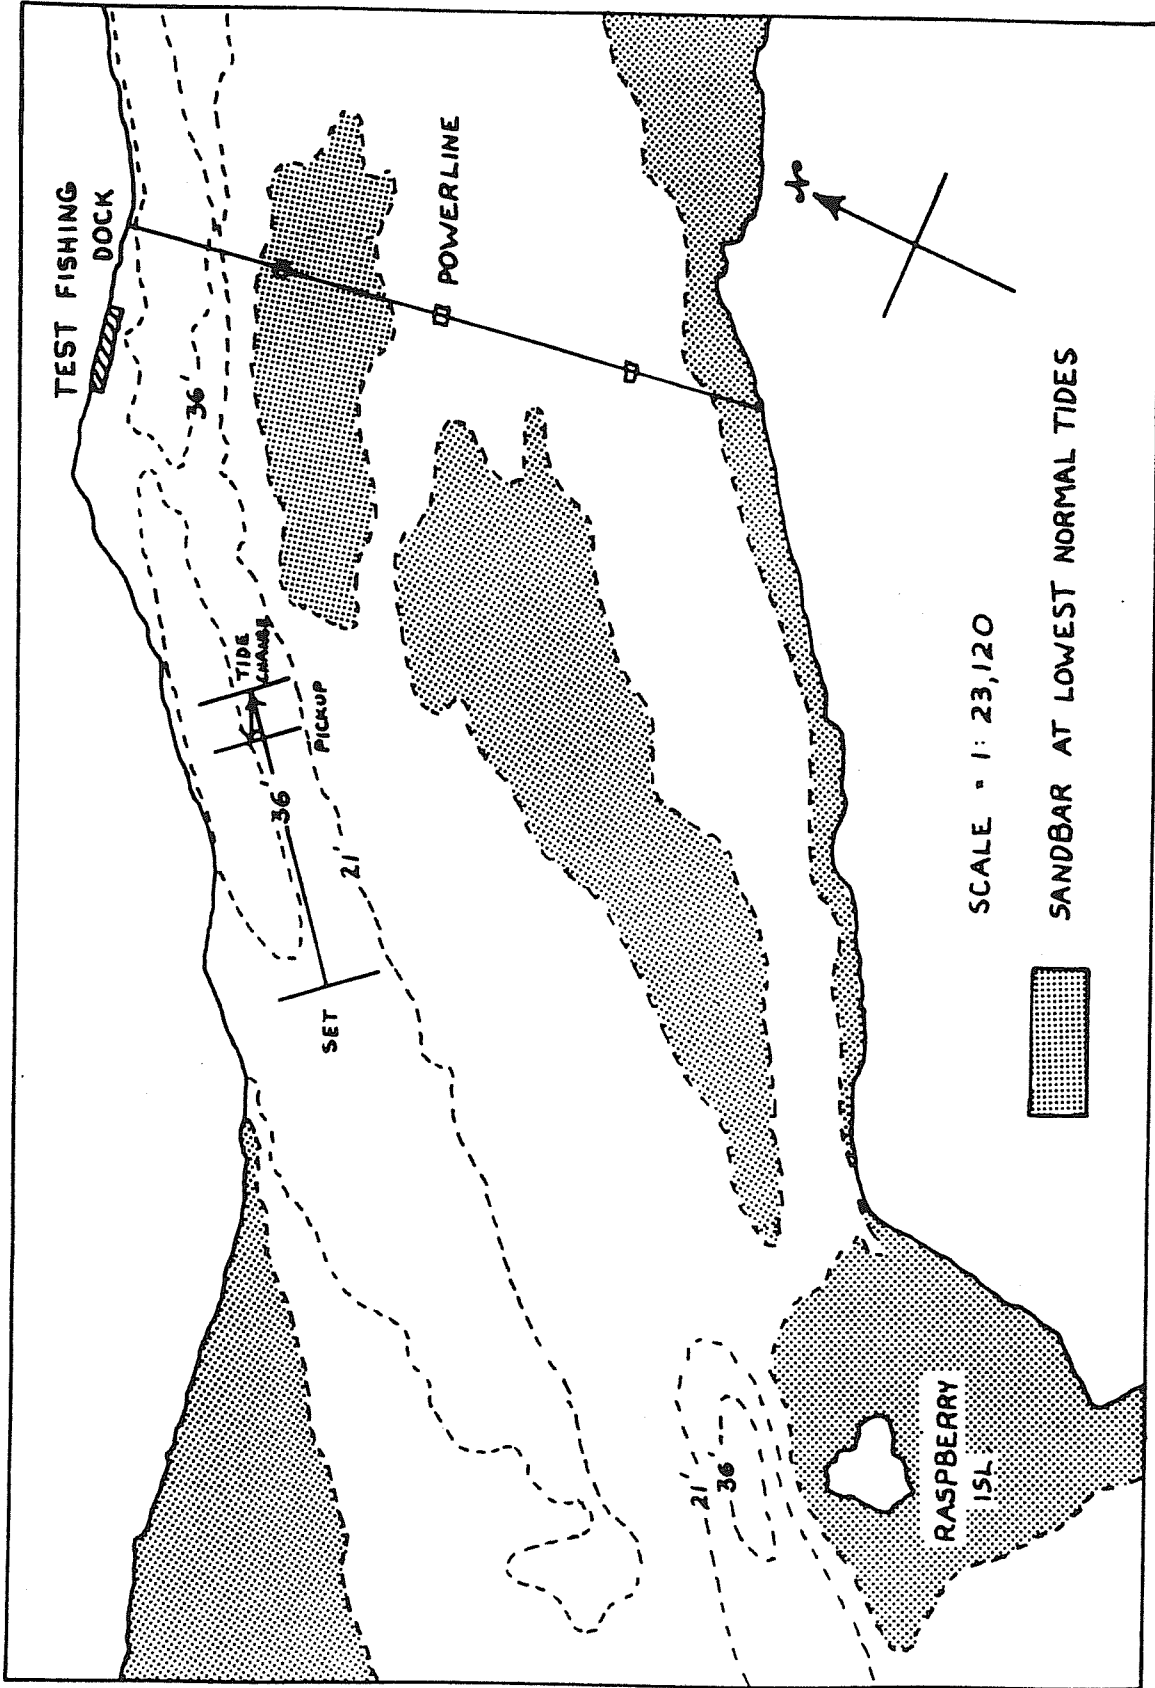 TEST FISHING
DOCK
36'
POWERLINE
N
TIDE
CHANGE
PICKUP
36'
21'
SET
SCALE = 1: 23,120
SANDBAR AT LOWEST NORMAL TIDES
21'
36'
RASPBERRY
ISL.